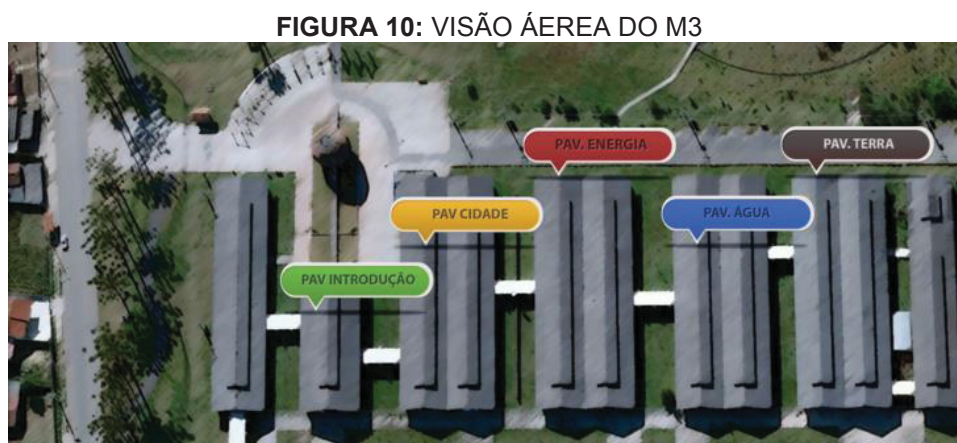 FIGURA 10: VISÃO ÁEREA DO M3
PAV. ENERGIA
PAV. TERRA
PAV CIDADE
PAV. ÁGUA
PAV INTRODUÇÃO